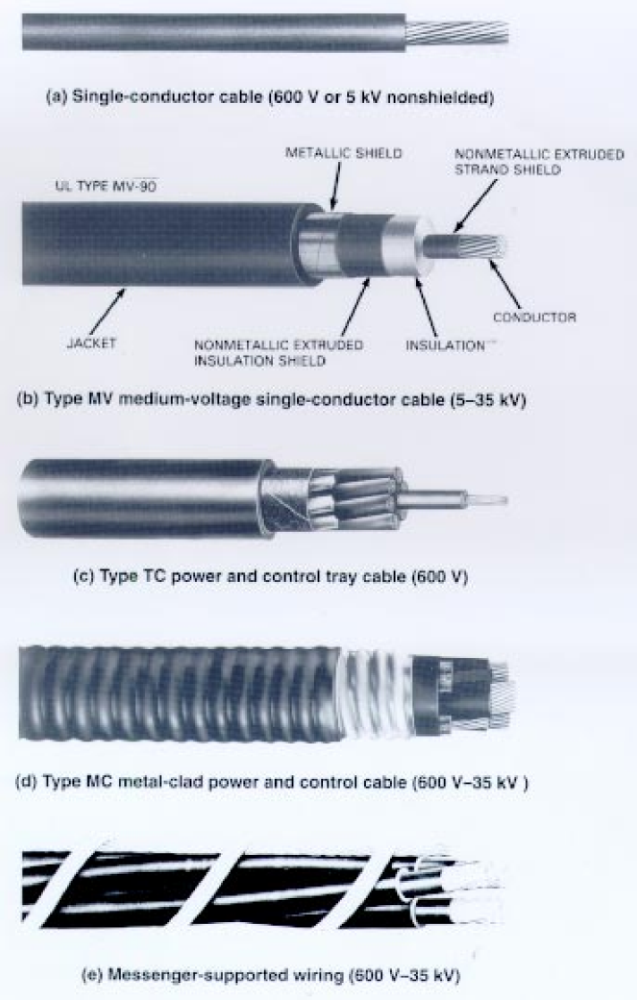 (a) Single-conductor cable (600 V or 5 kV nonshielded)
METALLIC SHIELD
NONMETALLIC EXTRUDED
STRAND SHIELD
UL TYPE MV-90
CONDUCTOR
JACKET
NONMETALLIC EXTRUDED
INSULATION SHIELD
INSULATION
(b) Type MV medium-voltage single-conductor cable (5–35 kV)
(c) Type TC power and control tray cable (600 V)
(d) Type MC metal-clad power and control cable (600 V–35 kV )
(e) Messenger-supported wiring (600 V–35 kV)